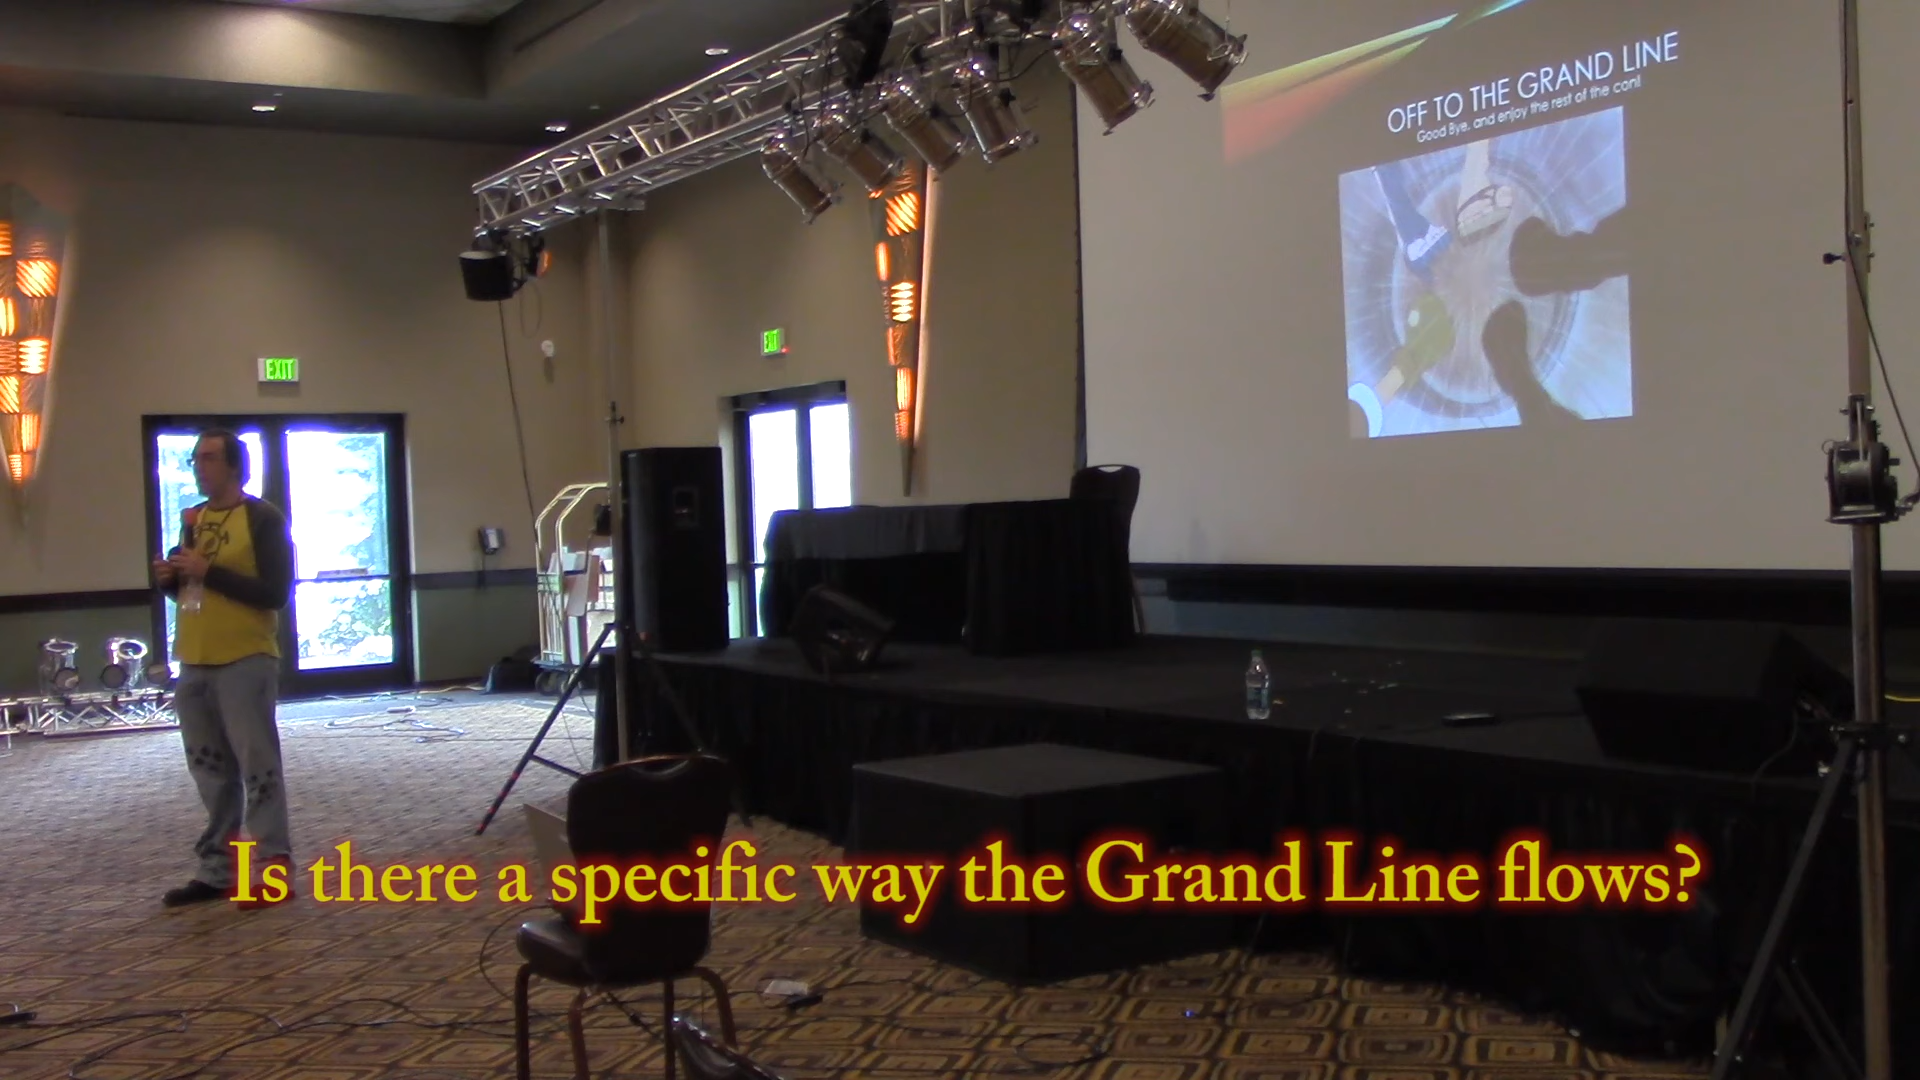 OFF TO THE GRAND LINE
Good Bye, and enjoy the rest of the con!
EXIT
EXIT
Is there a specific way the Grand Line flows?